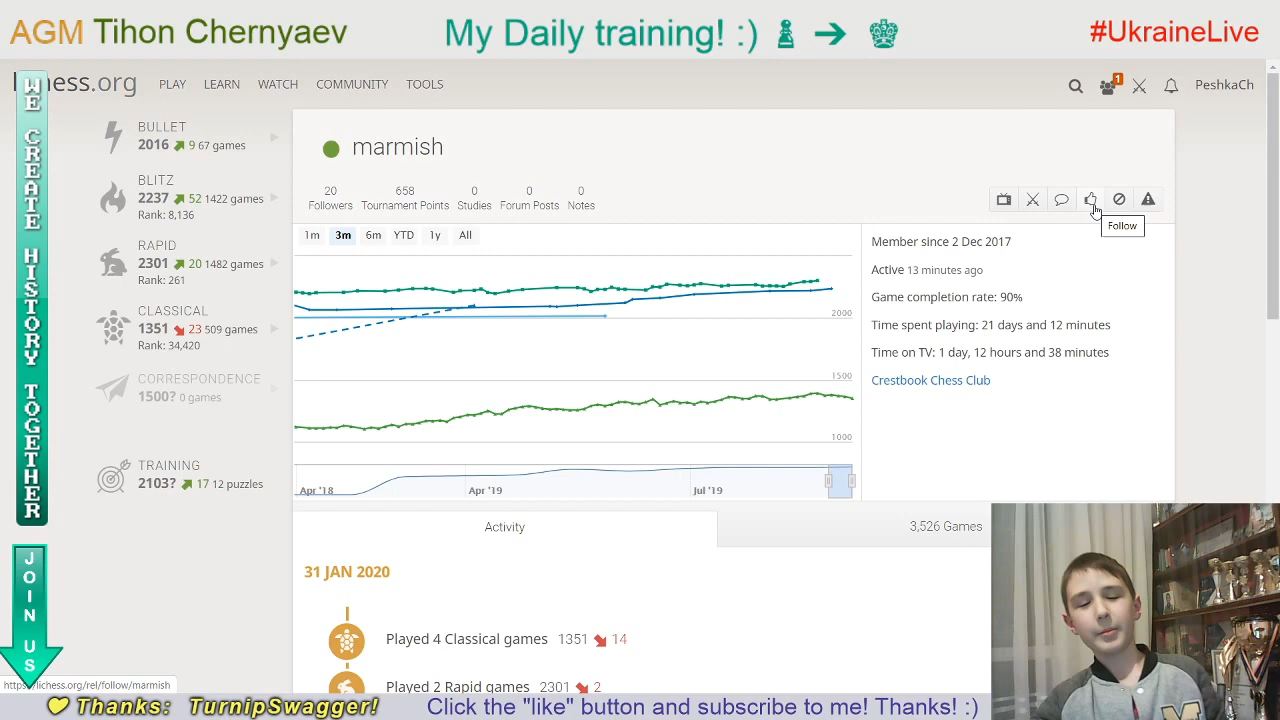 AGM Tihon Chernyaev
My Daily training! :)
#UkraineLive
WE CREATE HISTORY TOGETHER
JOIN US
hess.org
PLAY
LEARN
WATCH
COMMUNITY
TOOLS
1
PeshkaCh
BULLET
2016 9 67 games
BLITZ
2237 52 1422 games
Rank: 8,136
RAPID
2301 20 1482 games
Rank: 261
CLASSICAL
1351 23 509 games
Rank: 34,420
CORRESPONDENCE
1500? 0 games
TRAINING
2103? 17 12 puzzles
marmish
20 Followers
658 Tournament Points
0 Studies
0 Forum Posts
0 Notes
Follow
1m 3m 6m YTD 1y All
2000
1500
1000
Apr '18
Apr '19
Jul '19
Member since 2 Dec 2017
Active 13 minutes ago
Game completion rate: 90%
Time spent playing: 21 days and 12 minutes
Time on TV: 1 day, 12 hours and 38 minutes
Crestbook Chess Club
Activity
3,526 Games
31 JAN 2020
Played 4 Classical games 1351 14
Played 2 Rapid games 2301 2
https://lichess.org/rel/follow/marmish
Thanks: TurnipSwagger!
Click the "like" button and subscribe to me! Thanks! :)